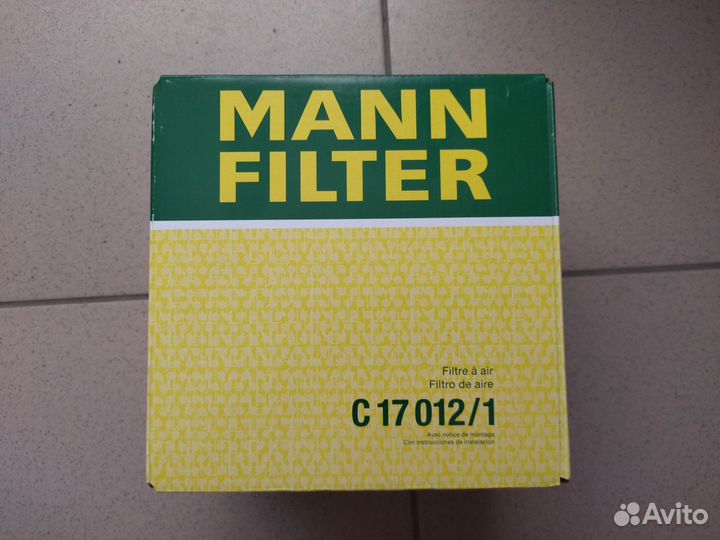 MANN
FILTER
Filtre à air
Filtro de aire
C 17 012/1
Avec notice de montage
Con instrucciones de instalación
Avito